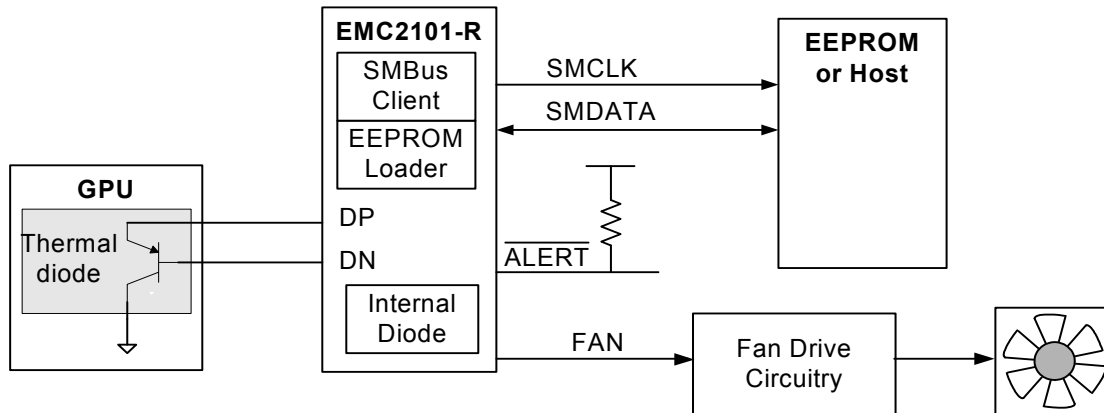 EMC2101-R
SMBus
Client
EEPROM
Loader
DP
DN
Internal
Diode
GPU
Thermal
diode
SMCLK
SMDATA
ALERT
FAN
EEPROM
or Host
Fan Drive
Circuitry